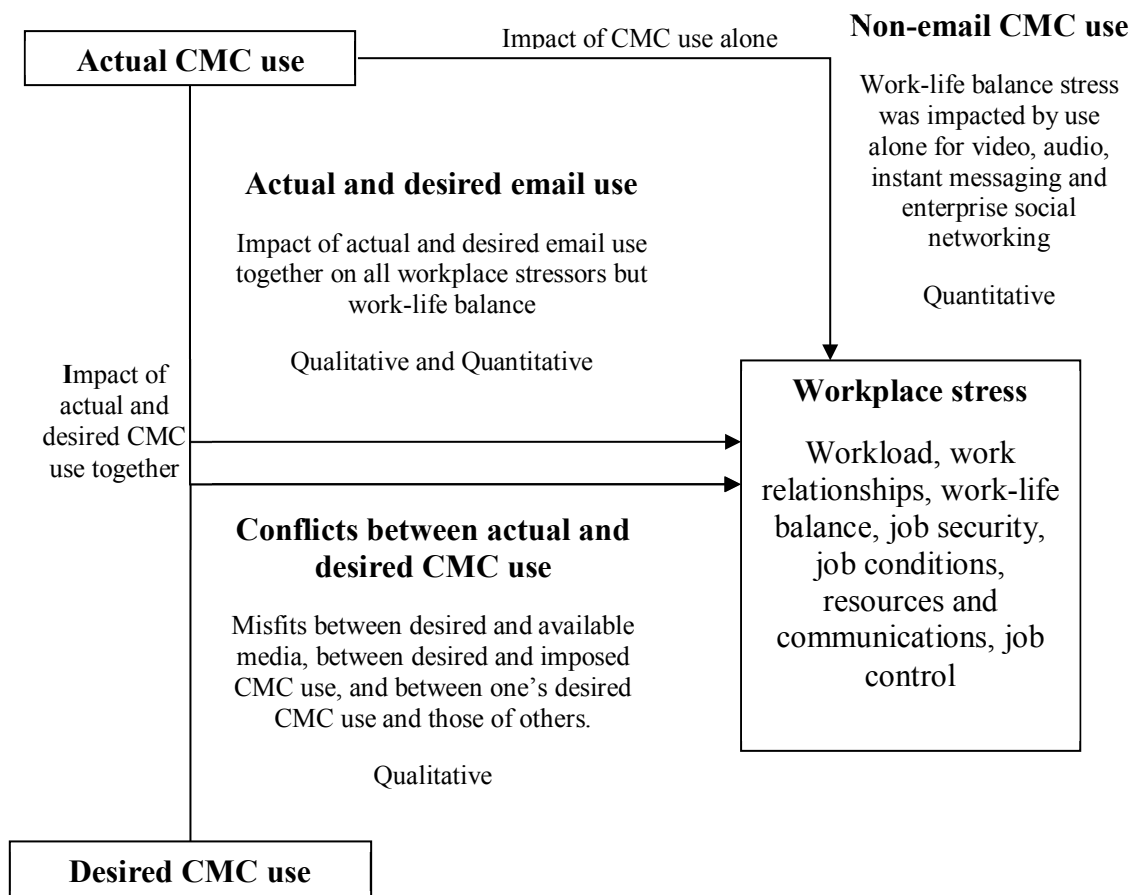 Impact of CMC use alone
Non-email CMC use
Actual CMC use
Work-life balance stress
was impacted by use
alone for video, audio,
instant messaging and
enterprise social
networking
Quantitative
Actual and desired email use
Impact of actual and desired email use
together on all workplace stressors but
work-life balance
Qualitative and Quantitative
Impact of
actual and
desired CMC
use together
Workplace stress
Workload, work
relationships, work-life
balance, job security,
job conditions,
resources and
communications, job
control
Conflicts between actual and
desired CMC use
Misfits between desired and available
media, between desired and imposed
CMC use, and between one’s desired
CMC use and those of others.
Qualitative
Desired CMC use